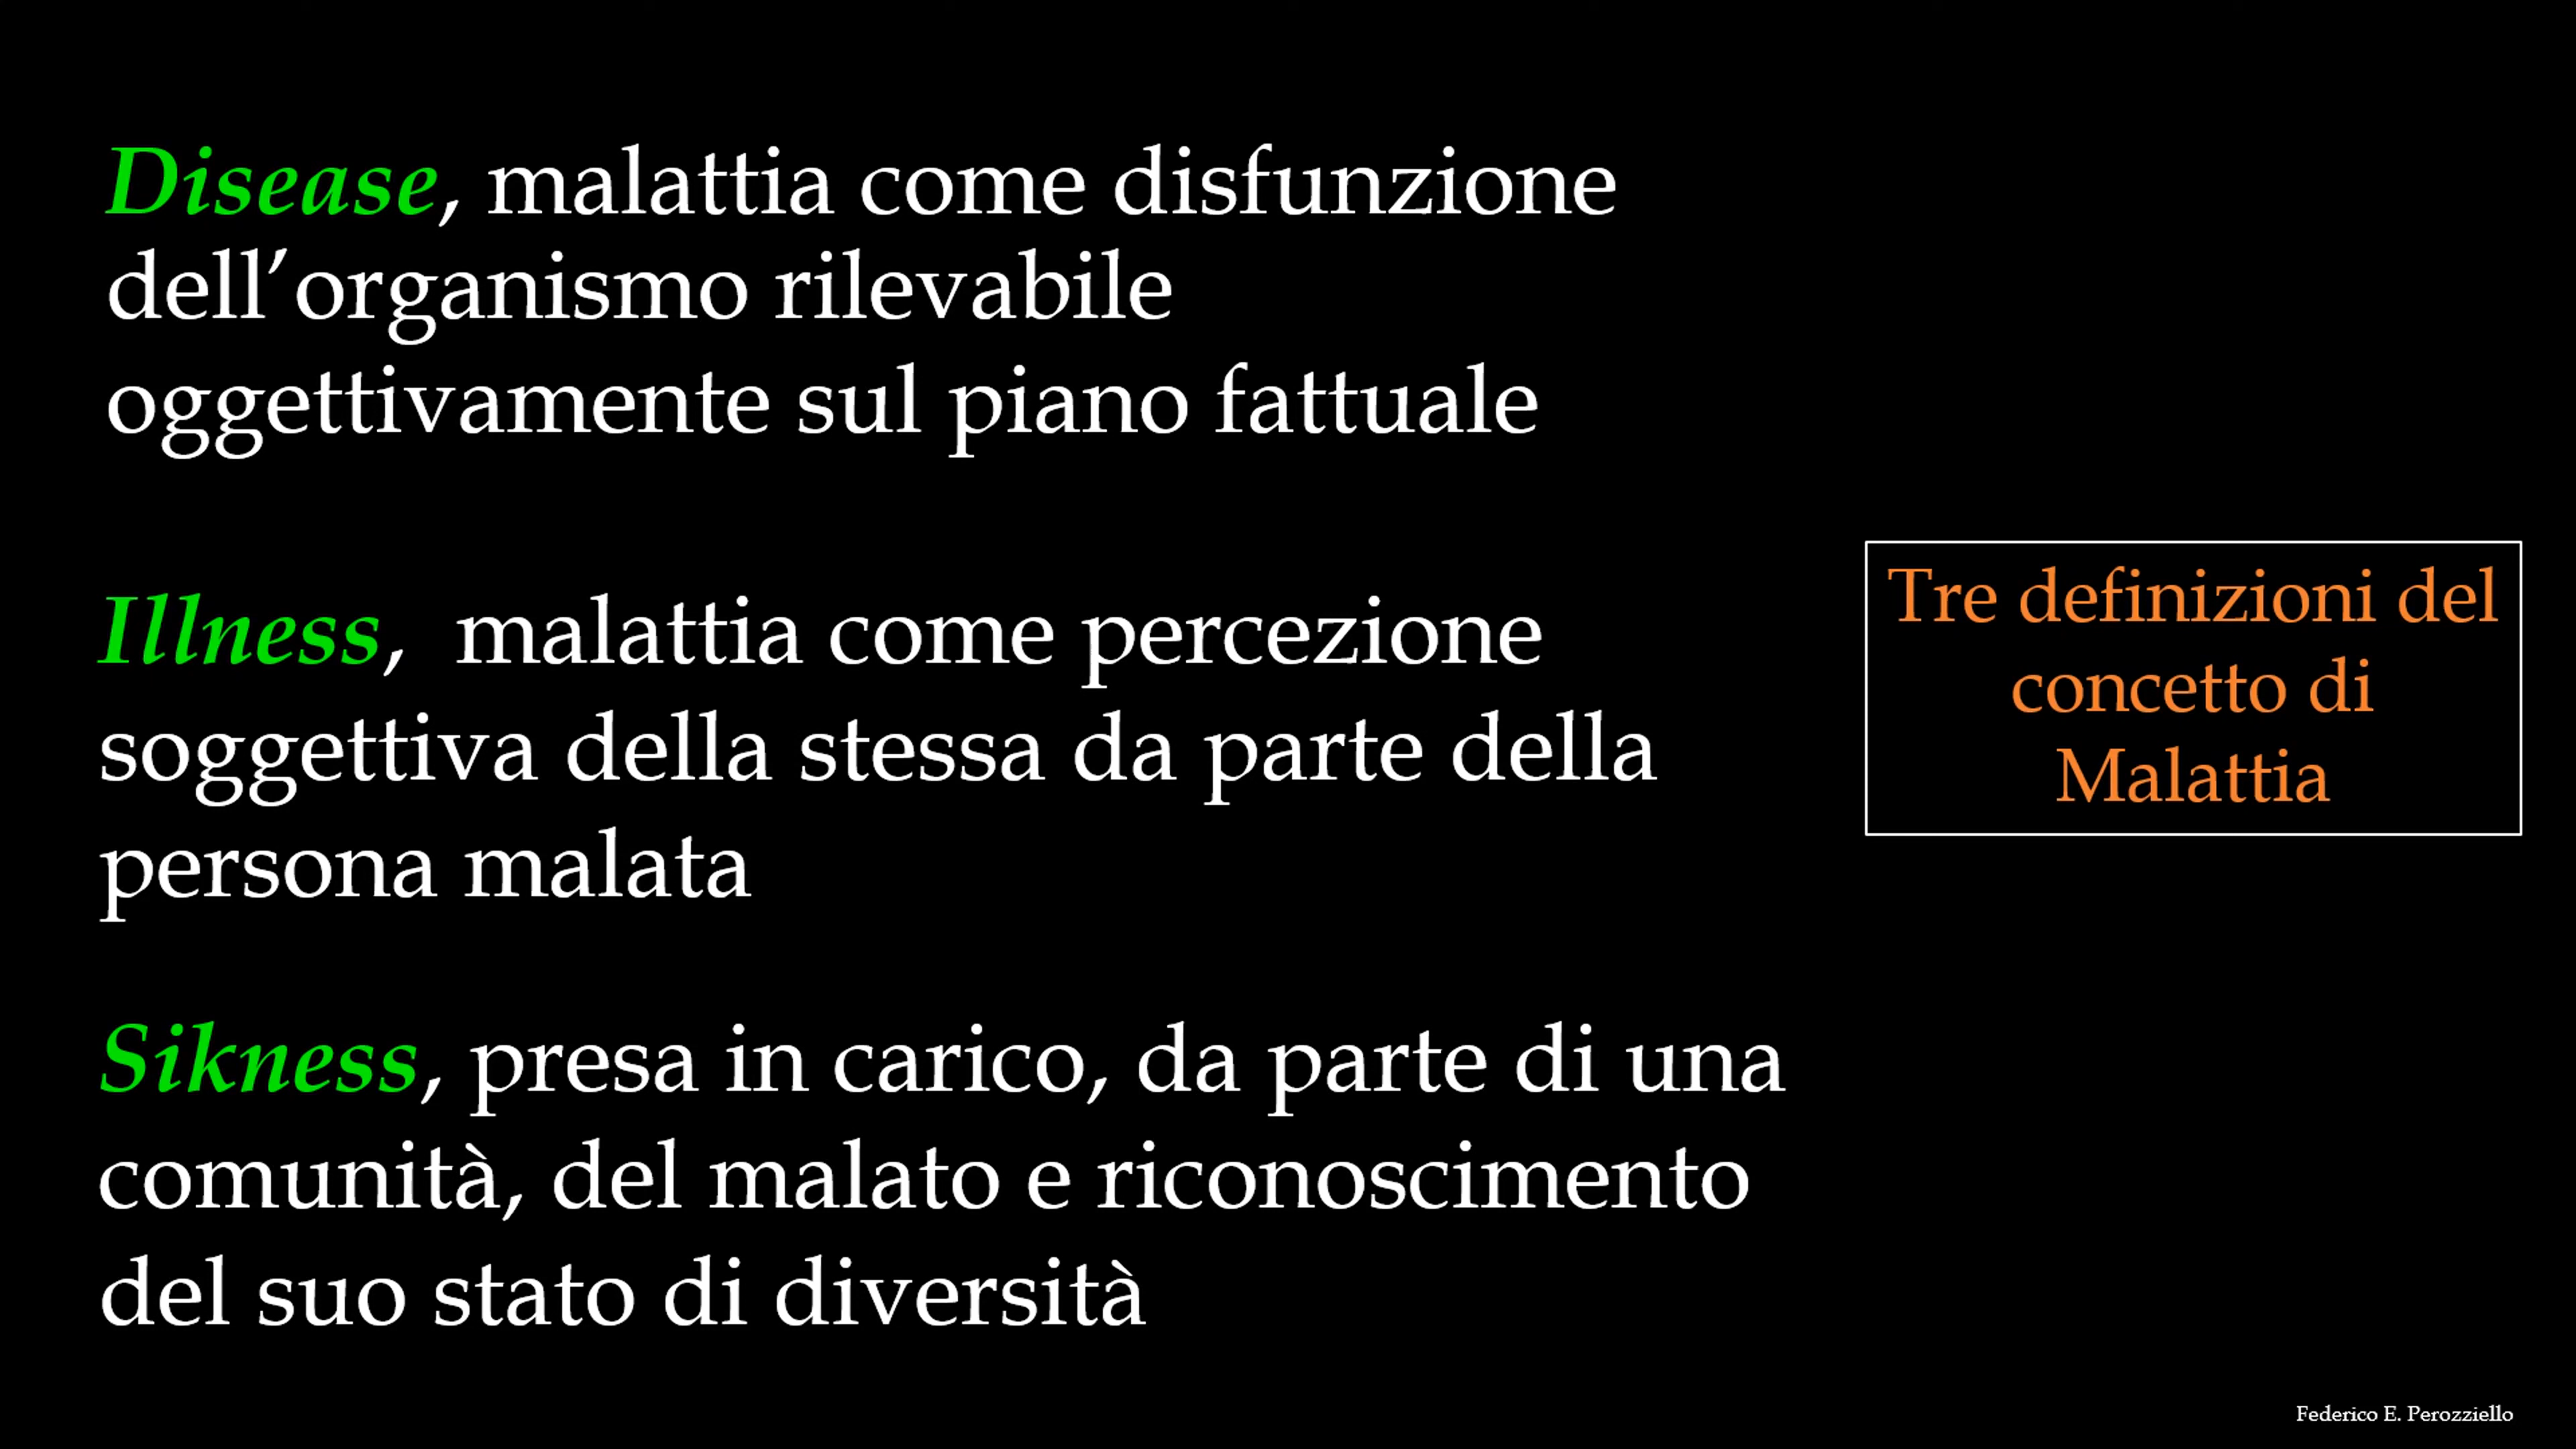 Disease, malattia come disfunzione
dell’organismo rilevabile
oggettivamente sul piano fattuale
Illness, malattia come percezione
soggettiva della stessa da parte della
persona malata
Sikness, presa in carico, da parte di una
comunità, del malato e riconoscimento
del suo stato di diversità
Tre definizioni del
concetto di
Malattia
Federico E. Perozziello